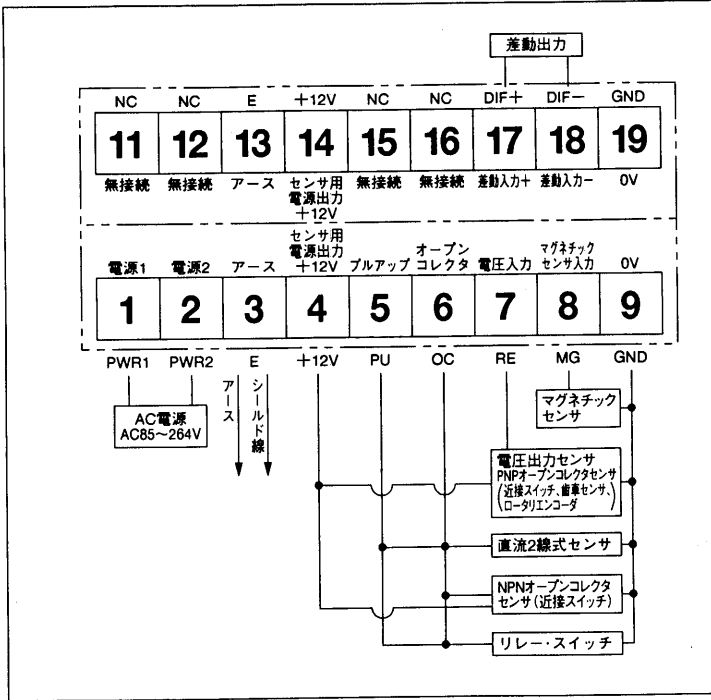 差動出力
NC NC E +12V NC NC DIF+ DIF- GND
11 12 13 14 15 16 17 18 19
無接続 無接続 アース センサ用 無接続 無接続 差動入力+ 差動入力- 0V
電源出力
+12V
センサ用
電源出力 オープン マグネチック
電源1 電源2 アース +12V プルアップ コレクタ 電圧入力 センサ入力 0V
1 2 3 4 5 6 7 8 9
PWR1 PWR2 E +12V PU OC RE MG GND
AC電源
AC85~264V
アース
シールド線
マグネチック
センサ
電圧出力センサ
PNPオープンコレクタセンサ
(近接スイッチ、歯車センサ、
ロータリエンコーダ)
直流2線式センサ
NPNオープンコレクタ
センサ(近接スイッチ)
リレー・スイッチ